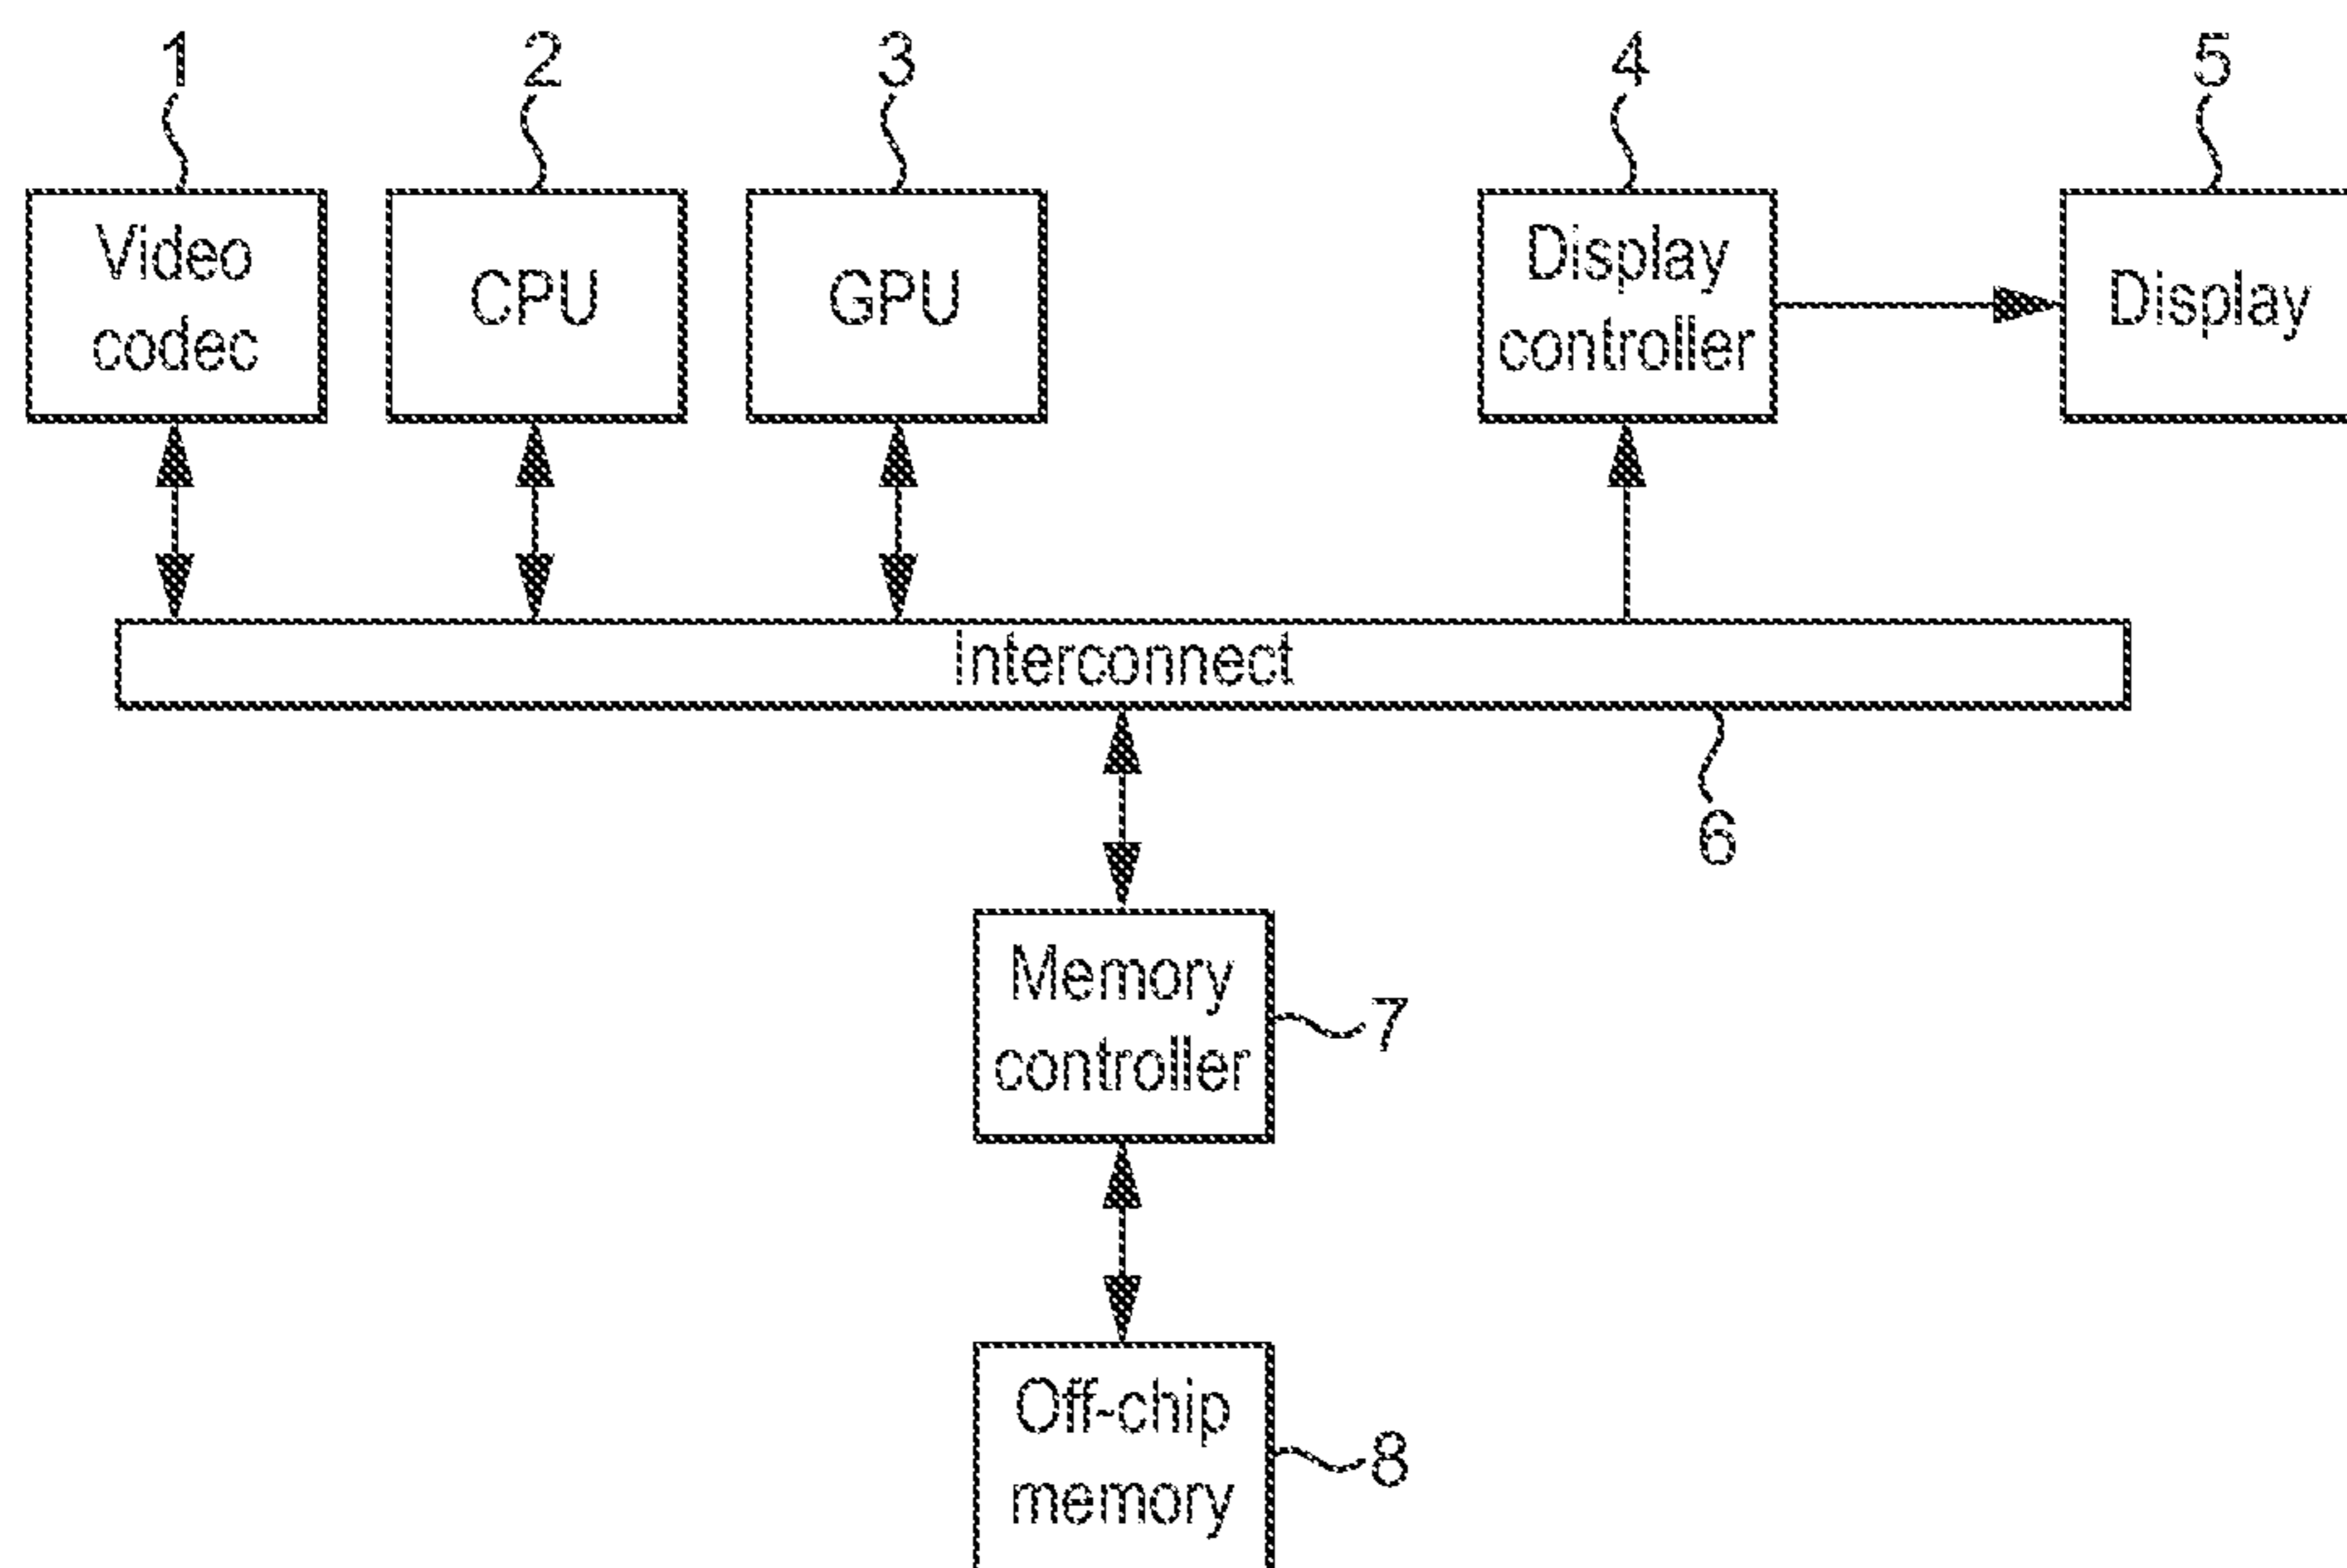 1
2
3
4
5
Video
codec
CPU
GPU
Display
controller
Display
Interconnect
6
Memory
controller
7
Off-chip
memory
8